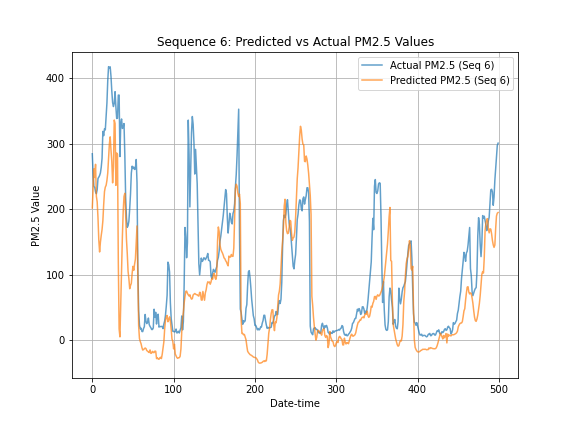 Sequence 6: Predicted vs Actual PM2.5 Values
Actual PM2.5 (Seq 6)
Predicted PM2.5 (Seq 6)
400
300
200
100
0
PM2.5 Value
0 100 200 300 400 500
Date-time